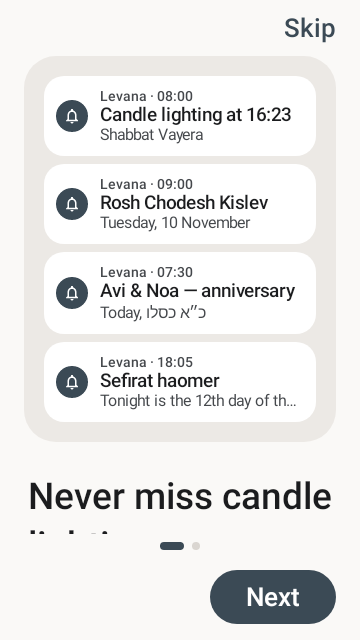 Skip
Levana · 08:00
Candle lighting at 16:23
Shabbat Vayera
Levana · 09:00
Rosh Chodesh Kislev
Tuesday, 10 November
Levana · 07:30
Avi & Noa — anniversary
Today, כ״א כסלו
Levana · 18:05
Sefirat haomer
Tonight is the 12th day of th…
Never miss candle
Next